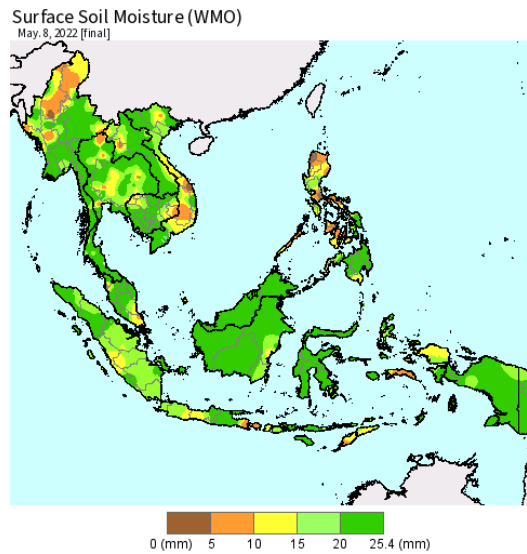 Surface Soil Moisture (WMO)
May. 8, 2022 [final]
0 (mm) 5 10 15 20 25.4 (mm)